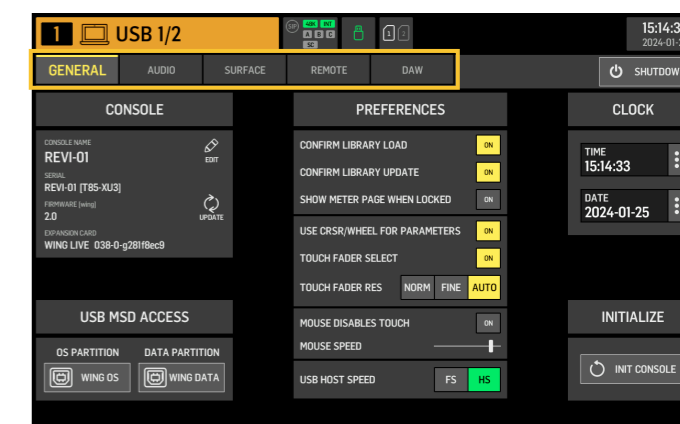 1 USB 1/2
SIP 48K INT
A B C
SC
1 2
15:14:3
2024-01-
GENERAL AUDIO SURFACE REMOTE DAW
SHUTDOW
CONSOLE
CONSOLE NAME
REVI-01
EDIT
SERIAL
REVI-01 [T85-XU3]
FIRMWARE [wing]
2.0
UPDATE
EXPANSION CARD
WING LIVE 038-0-g281f8ec9
USB MSD ACCESS
OS PARTITION DATA PARTITION
WING OS WING DATA
PREFERENCES
CONFIRM LIBRARY LOAD ON
CONFIRM LIBRARY UPDATE ON
SHOW METER PAGE WHEN LOCKED ON
USE CRSR/WHEEL FOR PARAMETERS ON
TOUCH FADER SELECT ON
TOUCH FADER RES NORM FINE AUTO
MOUSE DISABLES TOUCH ON
MOUSE SPEED
USB HOST SPEED FS HS
CLOCK
TIME
15:14:33
DATE
2024-01-25
INITIALIZE
INIT CONSOLE